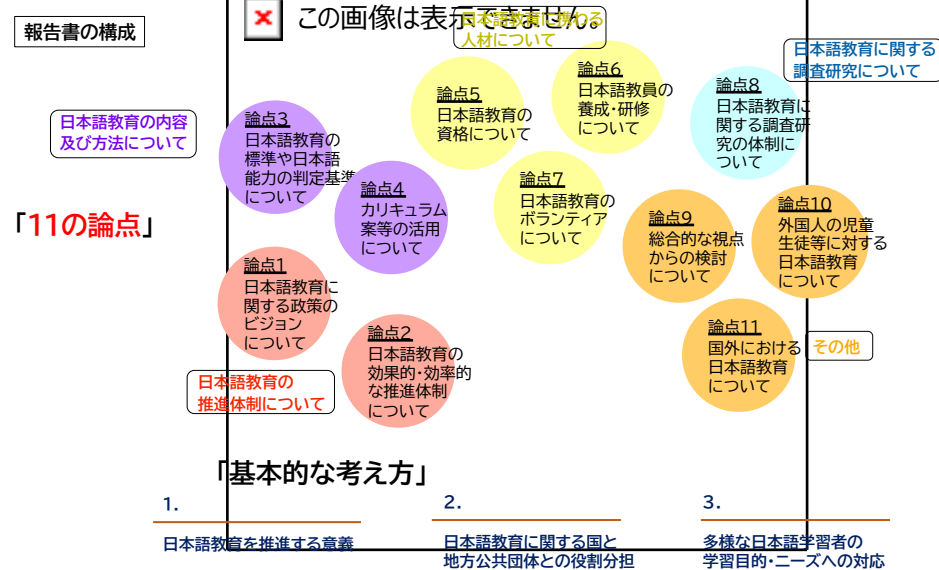 報告書の構成
この画像は表示できません。
日本語教育に携わる
人材について
日本語教育に関する
調査研究について
日本語教育の内容
及び方法について
論点3
日本語教育の
標準や日本語
能力の判定基準
について
論点4
カリキュラム
案等の活用
について
論点5
日本語教育の
資格について
論点6
日本語教員の
養成・研修
について
論点7
日本語教育の
ボランティア
について
論点8
日本語教育に
関する調査研
究の体制に
ついて
論点9
総合的な視点
からの検討
について
論点10
外国人の児童
生徒等に対する
日本語教育
について
「11の論点」
論点1
日本語教育に
関する政策の
ビジョン
について
論点2
日本語教育の
効果的・効率的
な推進体制
について
論点11
国外における
日本語教育
について
その他
日本語教育の
推進体制について
「基本的な考え方」
1.
日本語教育を推進する意義
2.
日本語教育に関する国と
地方公共団体との役割分担
3.
多様な日本語学習者の
学習目的・ニーズへの対応